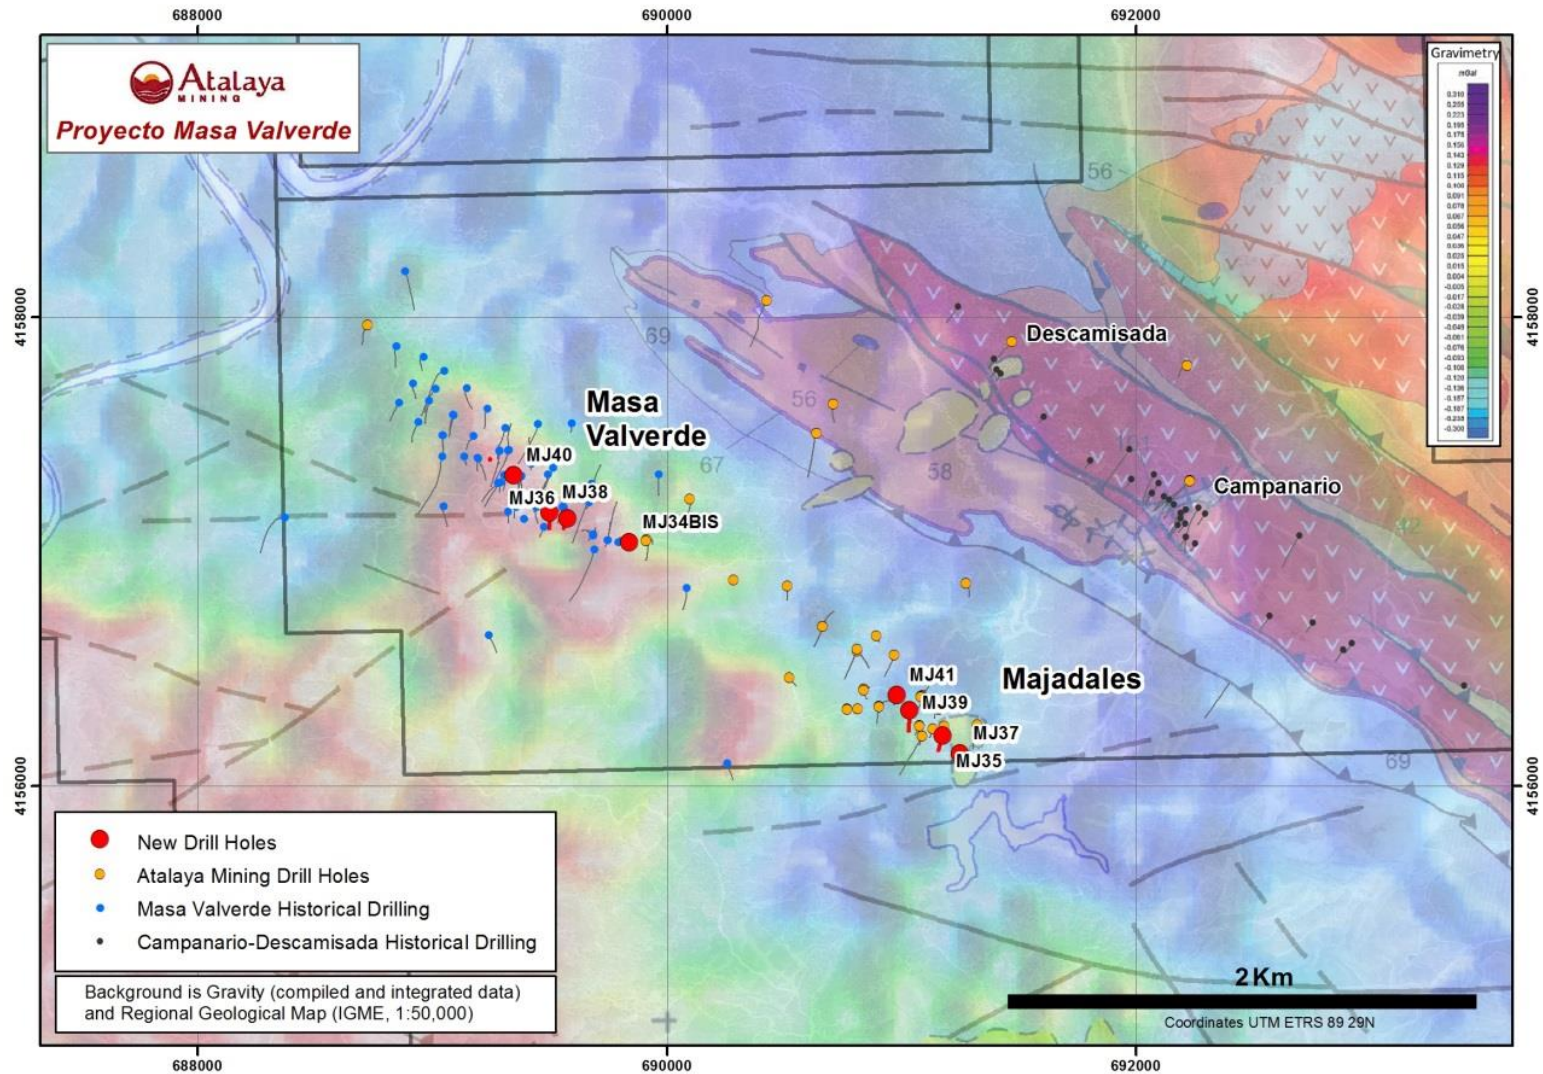 688000
690000
692000
Atalaya
MINING
Proyecto Masa Valverde
Gravimetry
mGal
56
4158000
4158000
69
Descamisada
Masa
Valverde
56
67
58
Campanario
MJ40
MJ36
MJ38
MJ34BIS
Majadales
MJ41
MJ39
MJ37
MJ35
69
4156000
4156000
New Drill Holes
Atalaya Mining Drill Holes
Masa Valverde Historical Drilling
Campanario-Descamisada Historical Drilling
Background is Gravity (compiled and integrated data)
and Regional Geological Map (IGME, 1:50,000)
2Km
Coordinates UTM ETRS 89 29N
688000
690000
692000